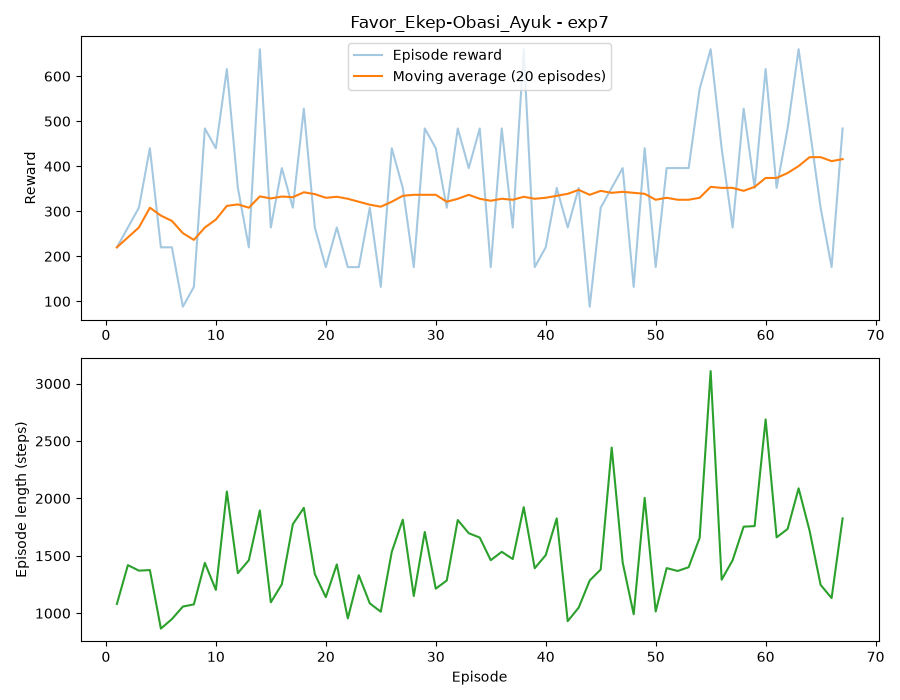 Favor_Ekep-Obasi_Ayuk - exp7
Episode reward
Moving average (20 episodes)
Reward
600
500
400
300
200
100
0 10 20 30 40 50 60 70
Episode length (steps)
3000
2500
2000
1500
1000
0 10 20 30 40 50 60 70
Episode